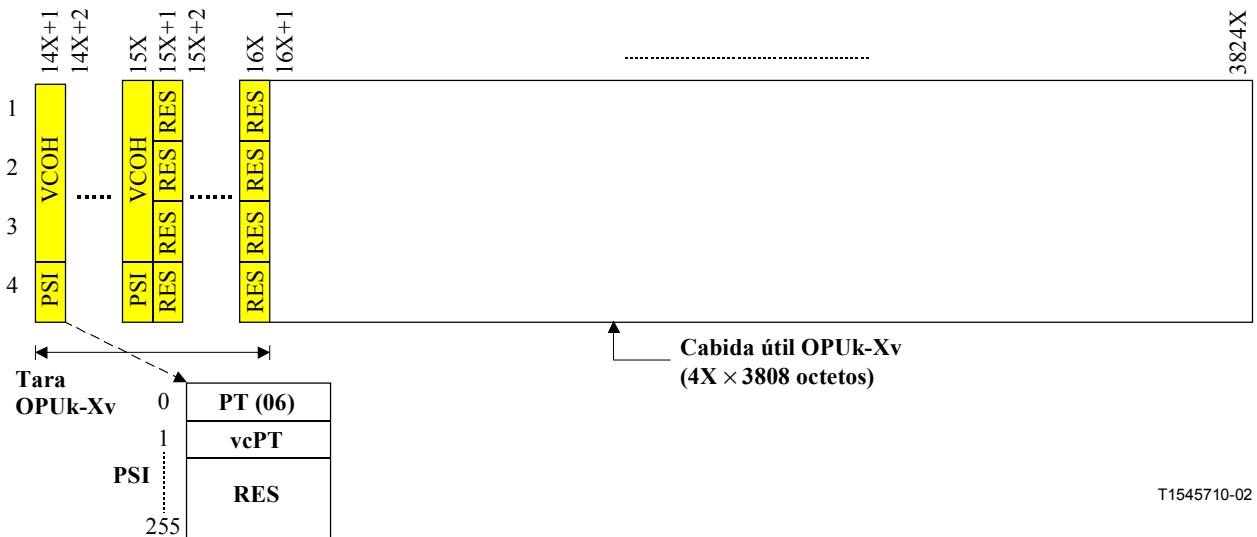 14X+1
14X+2
15X
15X+1
15X+2
16X
16X+1
3824X
1
2
3
4
VCOH
PSI
VCOH
PSI
RES
RES
RES
RES
RES
RES
RES
RES
Cabida útil OPUk-Xv
(4X × 3808 octetos)
Tara
OPUk-Xv
0
PT (06)
1
vcPT
PSI
RES
255
T1545710-02